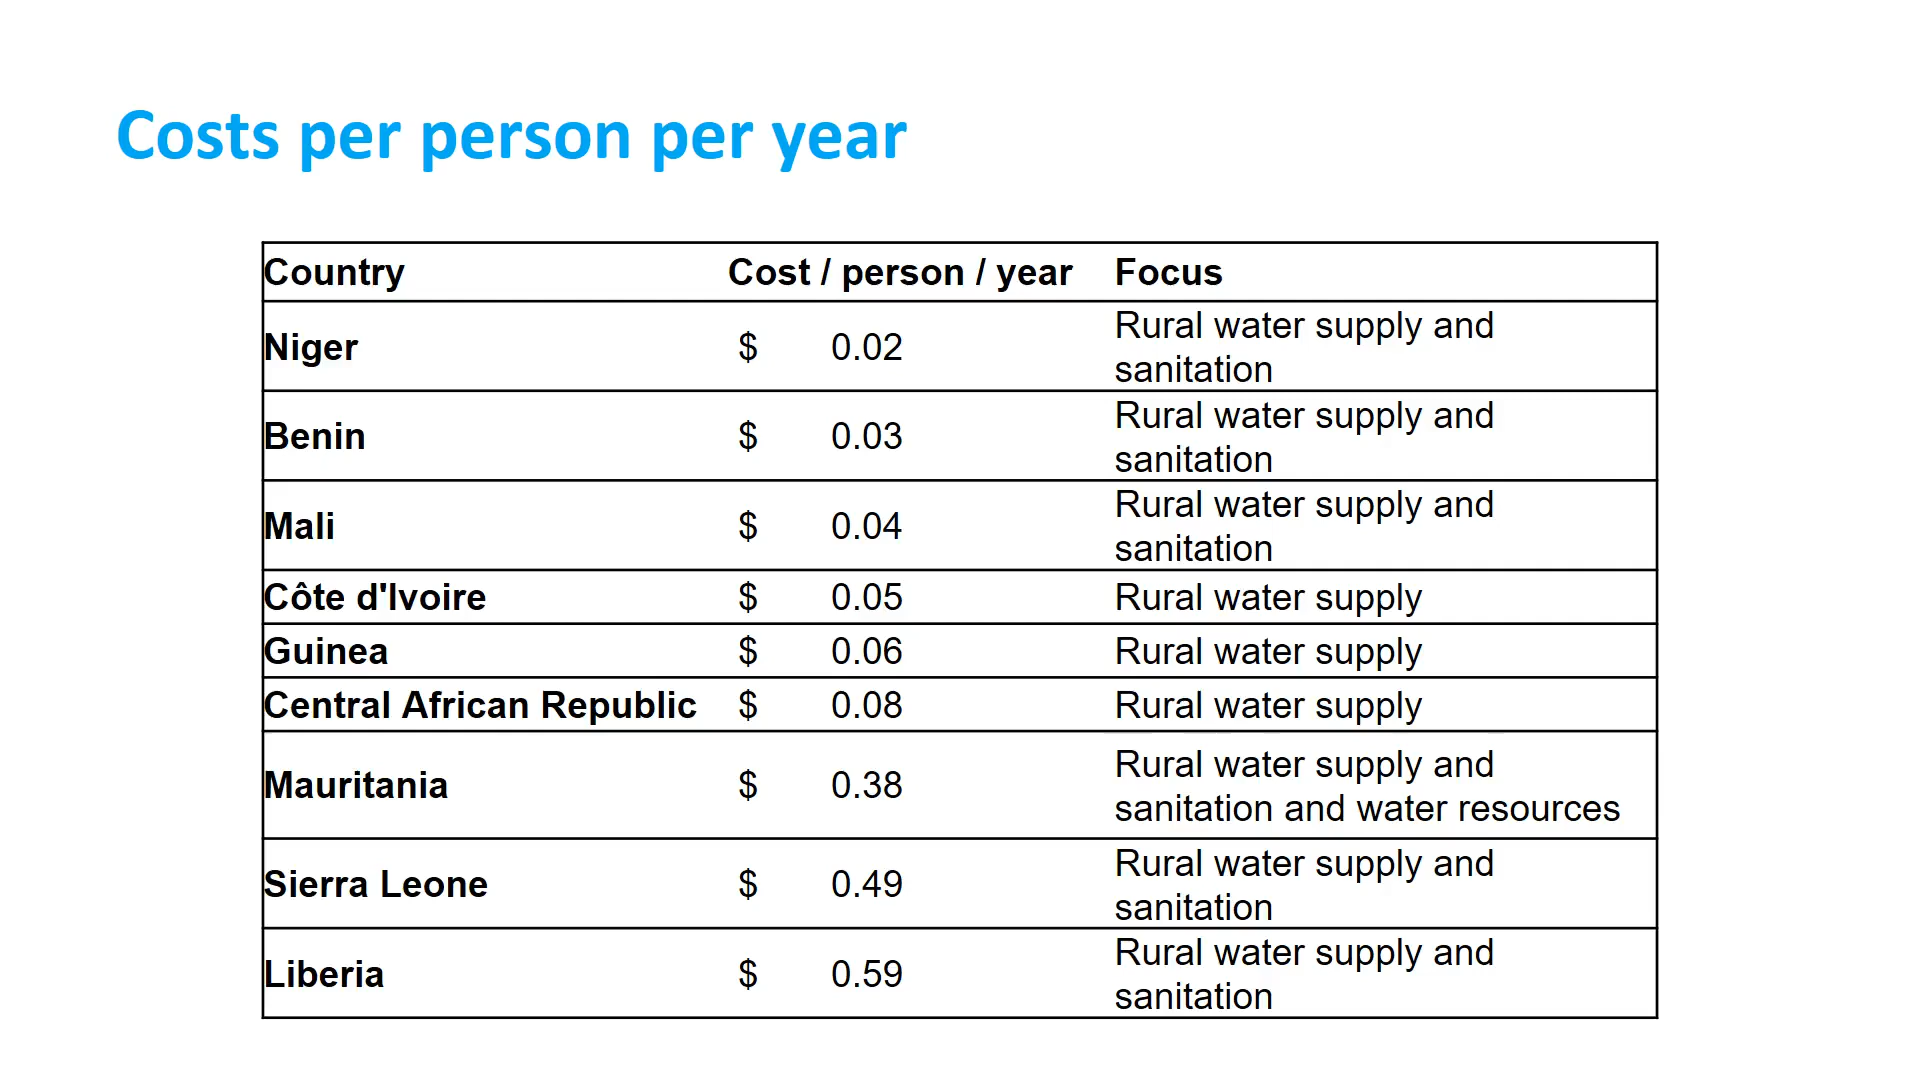 Costs per person per year
Country Cost / person / year Focus
Niger $ 0.02 Rural water supply and
sanitation
Benin $ 0.03 Rural water supply and
sanitation
Mali $ 0.04 Rural water supply and
sanitation
Côte d'Ivoire $ 0.05 Rural water supply
Guinea $ 0.06 Rural water supply
Central African Republic $ 0.08 Rural water supply
Mauritania $ 0.38 Rural water supply and
sanitation and water resources
Sierra Leone $ 0.49 Rural water supply and
sanitation
Liberia $ 0.59 Rural water supply and
sanitation